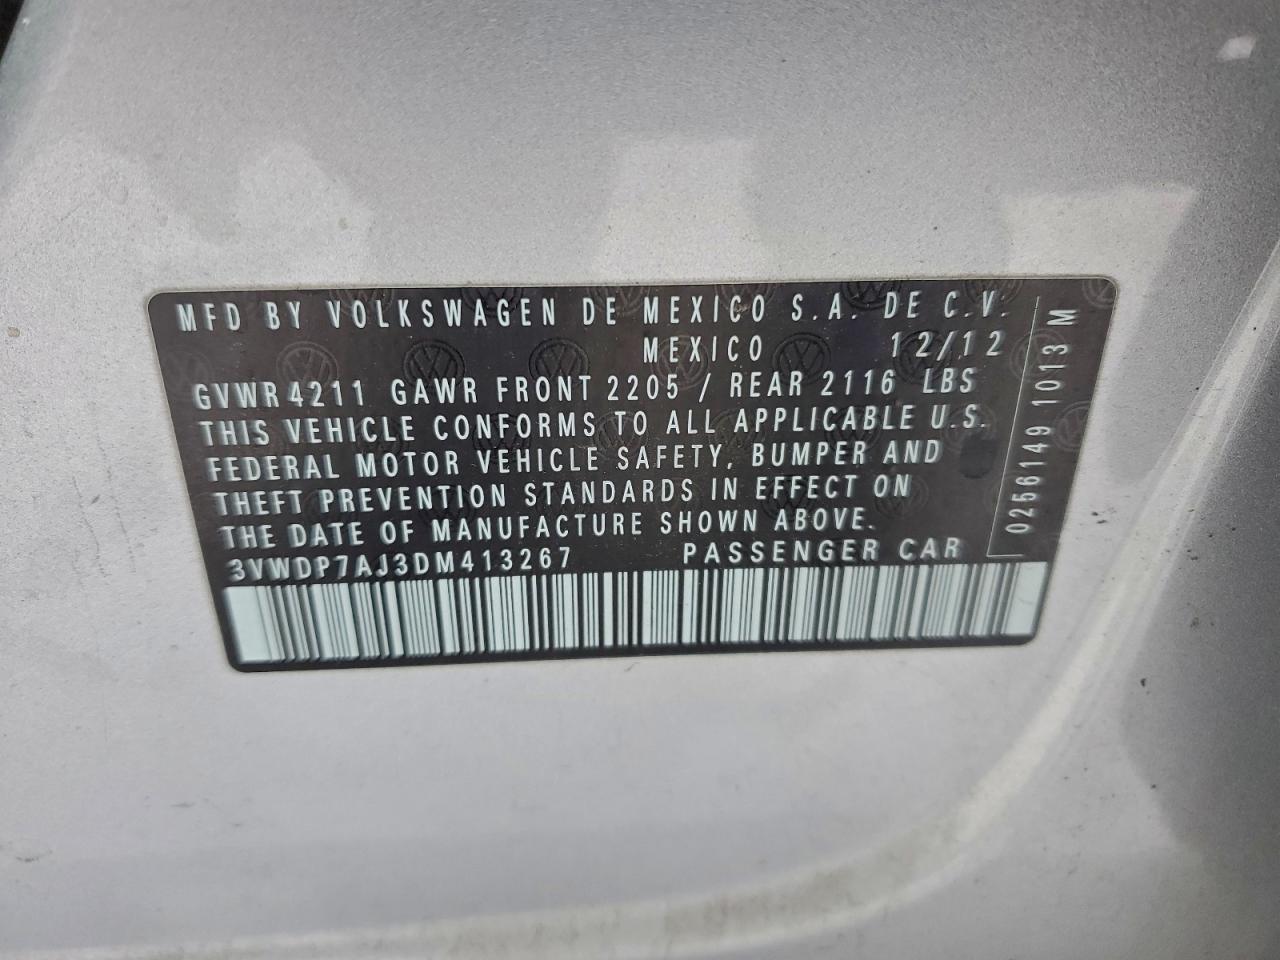 MFD BY VOLKSWAGEN DE MEXICO S.A. DE C.V.
MEXICO 12/12
GVWR 4211 GAWR FRONT 2205 / REAR 2116 LBS
THIS VEHICLE CONFORMS TO ALL APPLICABLE U.S.
FEDERAL MOTOR VEHICLE SAFETY, BUMPER AND
THEFT PREVENTION STANDARDS IN EFFECT ON
THE DATE OF MANUFACTURE SHOWN ABOVE.
3VWDP7AJ3DM413267 PASSENGER CAR
0256149 1013 M